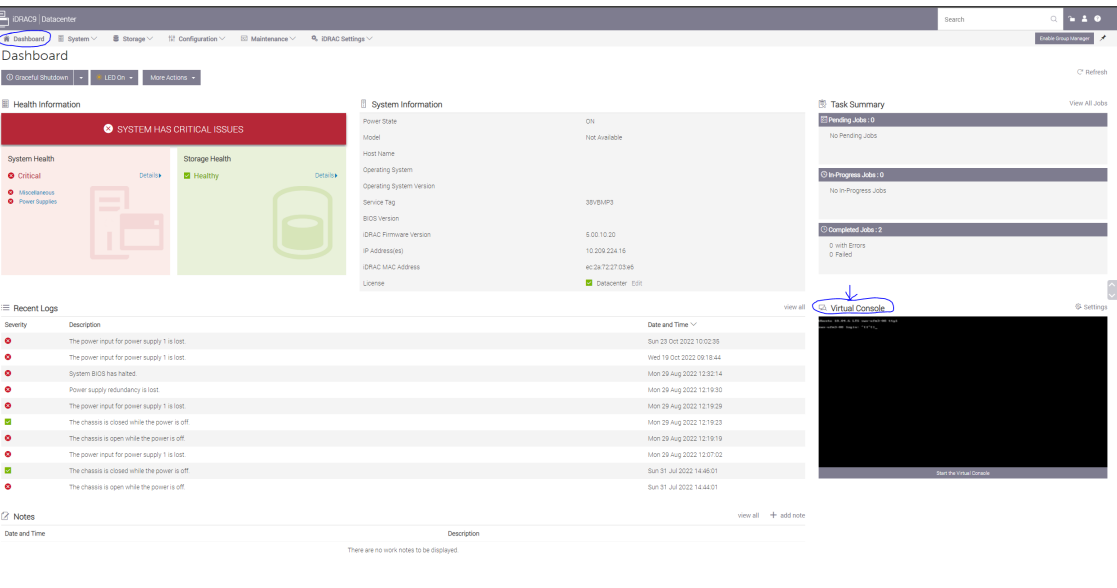 iDRAC9 Datacenter Search
Dashboard System Storage Configuration Maintenance iDRAC Settings Enable Group Manager
Dashboard
Graceful Shutdown LED On More Actions Refresh
Health Information
SYSTEM HAS CRITICAL ISSUES
System Health
Critical Details
Miscellaneous
Power Supplies
Storage Health
Healthy Details
System Information
Power State ON
Model Not Available
Host Name
Operating System
Operating System Version
Service Tag 38VBMP3
BIOS Version
iDRAC Firmware Version 6.00.10.20
IP Address(es) 10.209.224.16
iDRAC MAC Address ec:2a:72:27:03:e6
License Datacenter Edit
Task Summary View All Jobs
Pending Jobs : 0
No Pending Jobs
In-Progress Jobs : 0
No In-Progress Jobs
Completed Jobs : 2
0 with Errors
0 Failed
Recent Logs view all
Severity Description Date and Time
The power input for power supply 1 is lost. Sun 23 Oct 2022 10:02:36
The power input for power supply 1 is lost. Wed 19 Oct 2022 09:18:44
System BIOS has halted. Mon 29 Aug 2022 12:32:14
Power supply redundancy is lost. Mon 29 Aug 2022 12:19:30
The power input for power supply 1 is lost. Mon 29 Aug 2022 12:19:29
The chassis is closed while the power is off. Mon 29 Aug 2022 12:19:23
The chassis is open while the power is off. Mon 29 Aug 2022 12:19:19
The power input for power supply 1 is lost. Mon 29 Aug 2022 12:07:02
The chassis is closed while the power is off. Sun 31 Jul 2022 14:46:01
The chassis is open while the power is off. Sun 31 Jul 2022 14:44:01
Virtual Console Settings
Start the Virtual Console
Notes view all + add note
Date and Time Description
There are no work notes to be displayed.